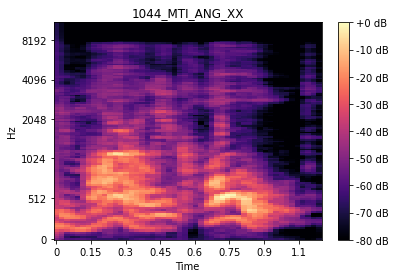 1044_MTI_ANG_XX
8192
4096
2048
1024
512
0
Hz
0 0.15 0.3 0.45 0.6 0.75 0.9 1.1
Time
+0 dB
-10 dB
-20 dB
-30 dB
-40 dB
-50 dB
-60 dB
-70 dB
-80 dB